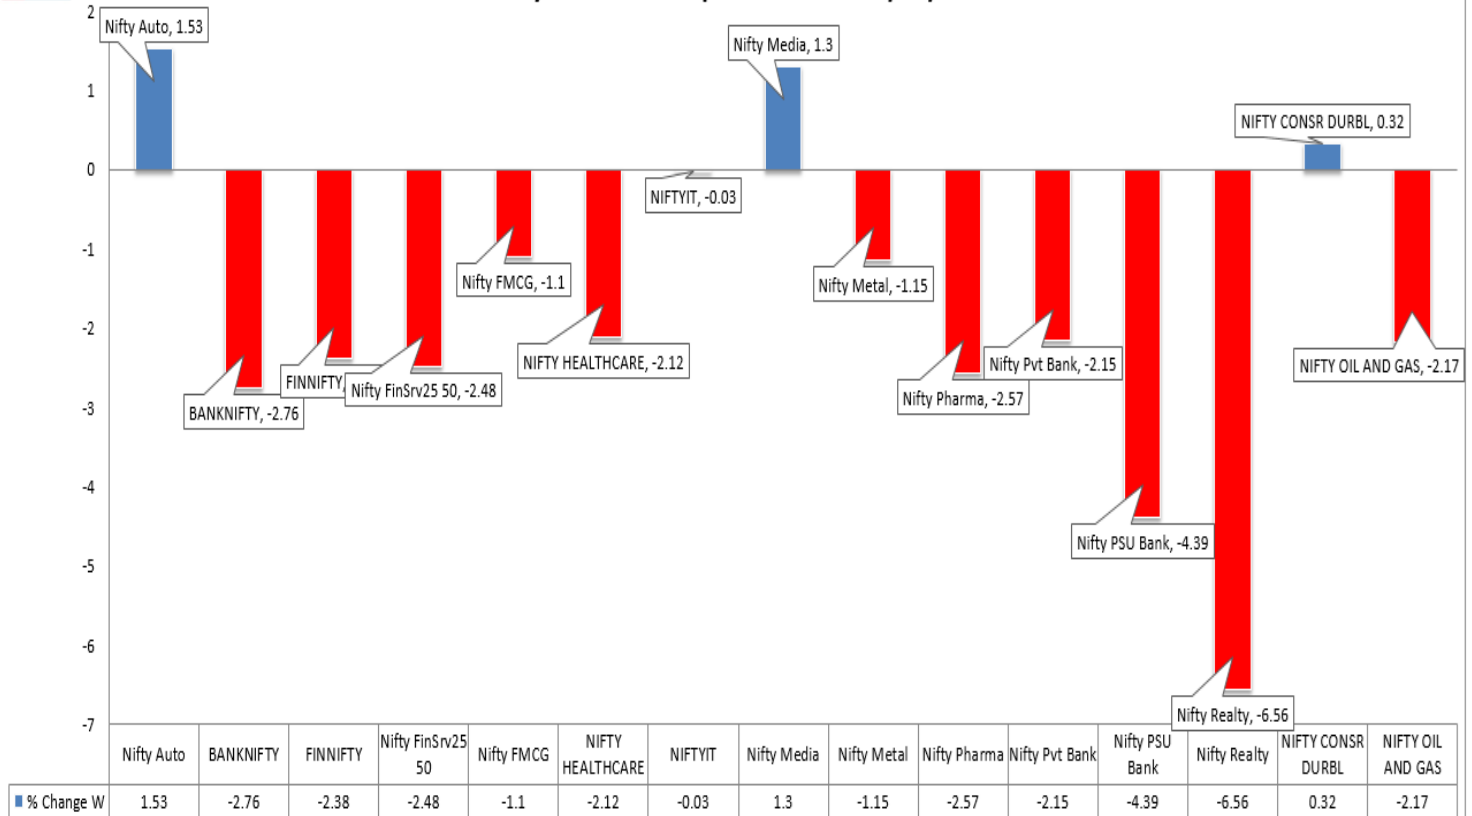 2
1
0
-1
-2
-3
-4
-5
-6
-7
Nifty Auto, 1.53
BANKNIFTY, -2.76
FINNIFTY,
Nifty FinSrv25 50, -2.48
Nifty FMCG, -1.1
NIFTY HEALTHCARE, -2.12
NIFTYIT, -0.03
Nifty Media, 1.3
Nifty Metal, -1.15
Nifty Pharma, -2.57
Nifty Pvt Bank, -2.15
Nifty PSU Bank, -4.39
Nifty Realty, -6.56
NIFTY CONSR DURBL, 0.32
NIFTY OIL AND GAS, -2.17
Nifty Auto
BANKNIFTY
FINNIFTY
Nifty FinSrv25
50
Nifty FMCG
NIFTY
HEALTHCARE
NIFTYIT
Nifty Media
Nifty Metal
Nifty Pharma
Nifty Pvt Bank
Nifty PSU
Bank
Nifty Realty
NIFTY CONSR
DURBL
NIFTY OIL
AND GAS
% Change W 1.53 -2.76 -2.38 -2.48 -1.1 -2.12 -0.03 1.3 -1.15 -2.57 -2.15 -4.39 -6.56 0.32 -2.17